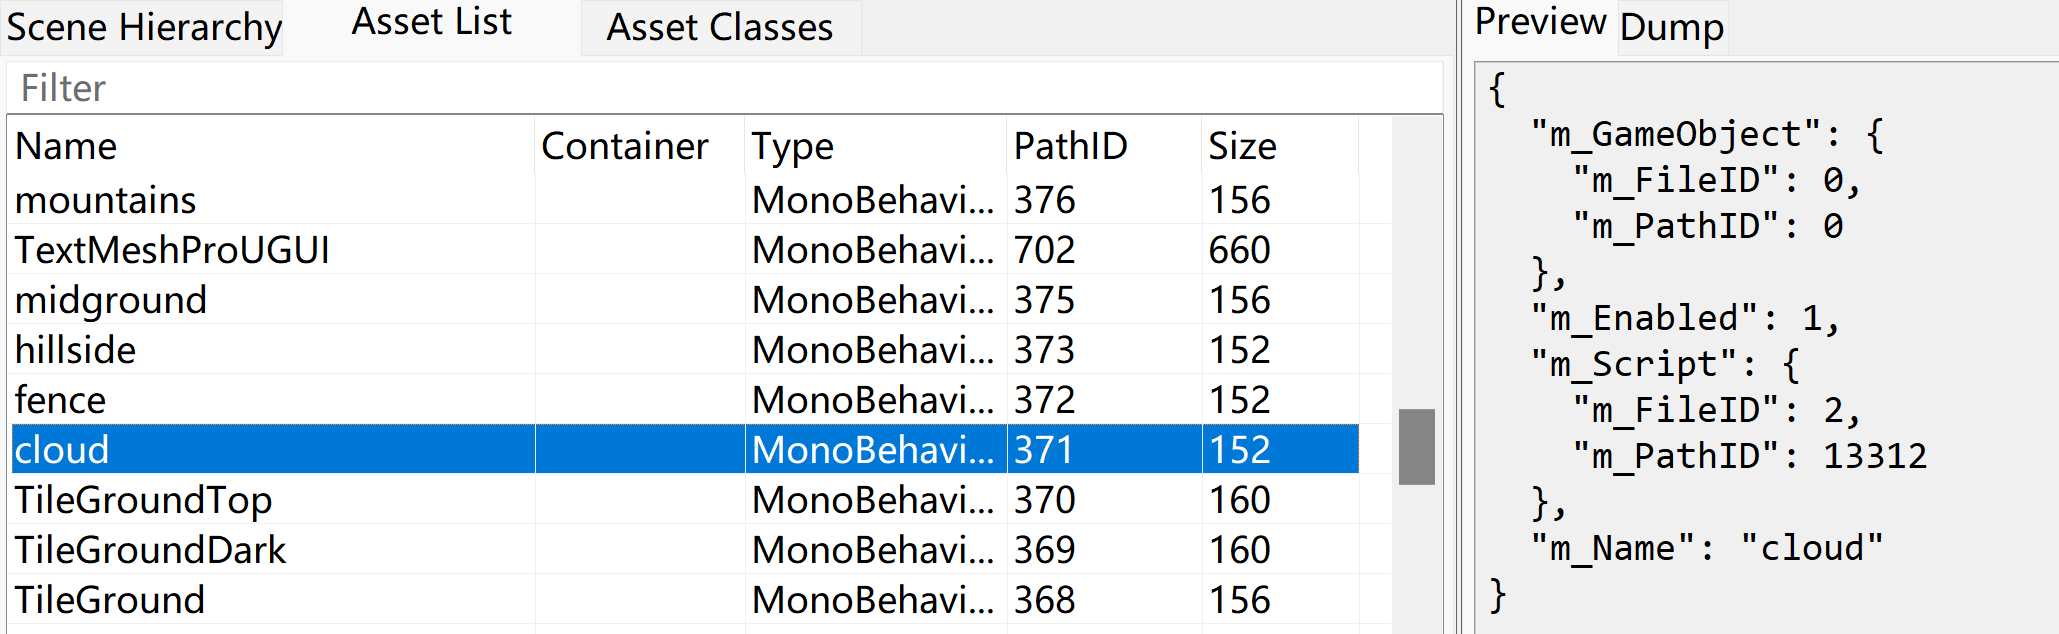 Scene Hierarchy Asset List Asset Classes
Filter
Name Container Type PathID Size
mountains MonoBehavi... 376 156
TextMeshProUGUI MonoBehavi... 702 660
midground MonoBehavi... 375 156
hillside MonoBehavi... 373 152
fence MonoBehavi... 372 152
cloud MonoBehavi... 371 152
TileGroundTop MonoBehavi... 370 160
TileGroundDark MonoBehavi... 369 160
TileGround MonoBehavi... 368 156
Preview Dump
{
"m_GameObject": {
"m_FileID": 0,
"m_PathID": 0
},
"m_Enabled": 1,
"m_Script": {
"m_FileID": 2,
"m_PathID": 13312
},
"m_Name": "cloud"
}